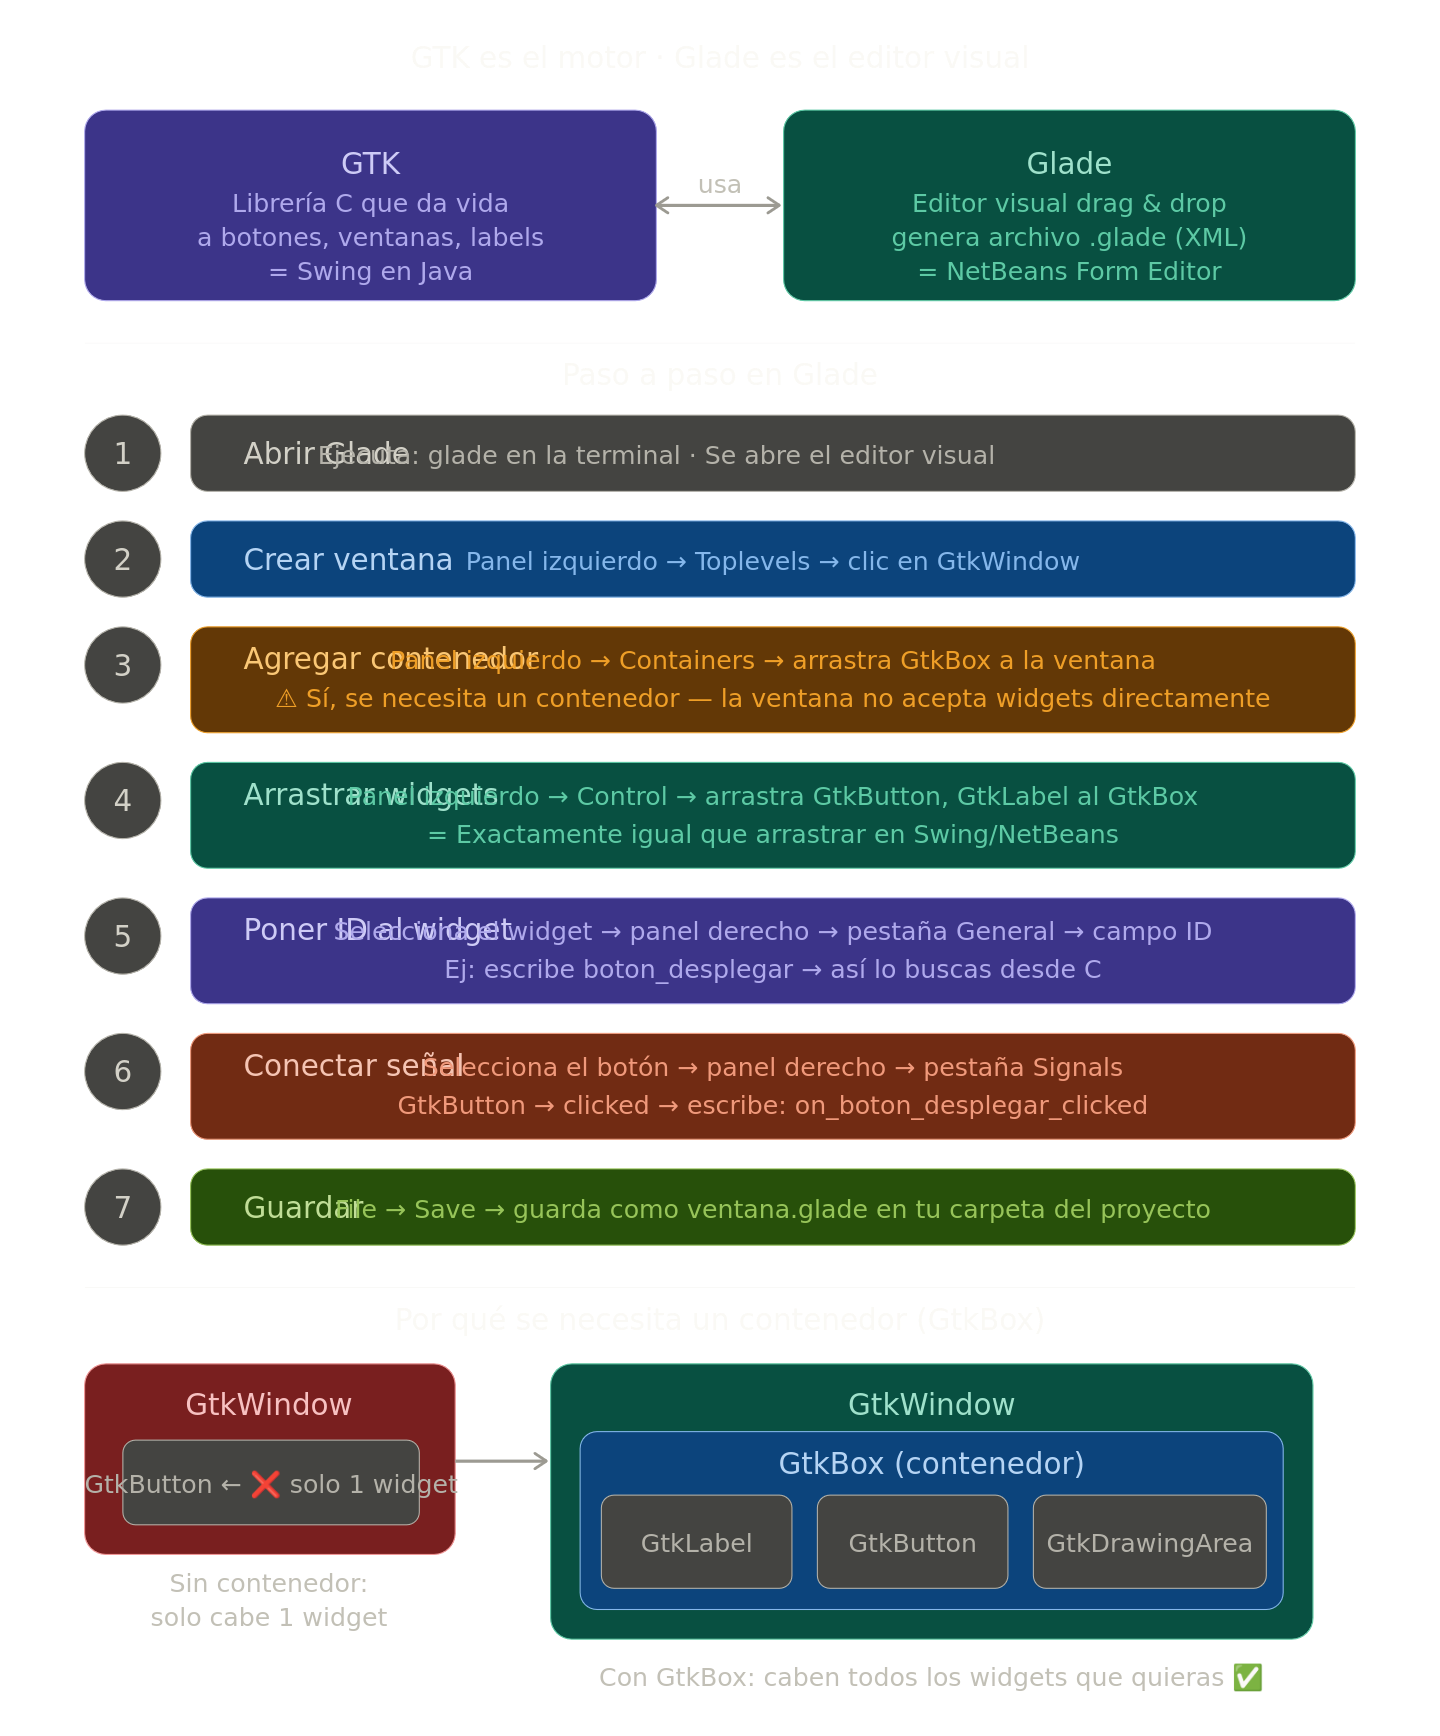 GTK es el motor · Glade es el editor visual
GTK
Librería C que da vida
a botones, ventanas, labels
= Swing en Java
usa
Glade
Editor visual drag & drop
genera archivo .glade (XML)
= NetBeans Form Editor
Paso a paso en Glade
1
Abrir Glade
Ejecuta: glade en la terminal · Se abre el editor visual
2
Crear ventana
Panel izquierdo → Toplevels → clic en GtkWindow
3
Agregar contenedor
Panel izquierdo → Containers → arrastra GtkBox a la ventana
⚠ Sí, se necesita un contenedor — la ventana no acepta widgets directamente
4
Arrastrar widgets
Panel izquierdo → Control → arrastra GtkButton, GtkLabel al GtkBox
= Exactamente igual que arrastrar en Swing/NetBeans
5
Poner ID al widget
Selecciona el widget → panel derecho → pestaña General → campo ID
Ej: escribe boton_desplegar → así lo buscas desde C
6
Conectar señal
Selecciona el botón → panel derecho → pestaña Signals
GtkButton → clicked → escribe: on_boton_desplegar_clicked
7
Guardar
File → Save → guarda como ventana.glade en tu carpeta del proyecto
Por qué se necesita un contenedor (GtkBox)
GtkWindow
GtkButton ← ❌ solo 1 widget
Sin contenedor:
solo cabe 1 widget
GtkWindow
GtkBox (contenedor)
GtkLabel
GtkButton
GtkDrawingArea
Con GtkBox: caben todos los widgets que quieras ✅